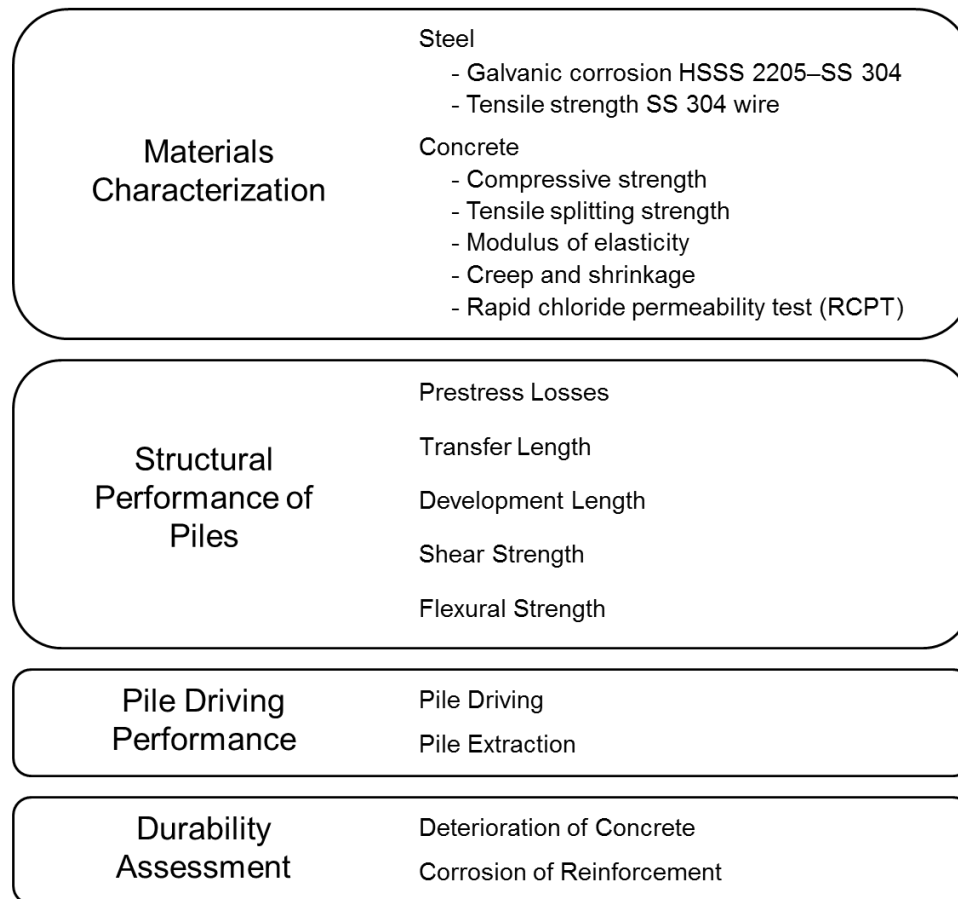 Materials
Characterization
Steel
- Galvanic corrosion HSSS 2205–SS 304
- Tensile strength SS 304 wire
Concrete
- Compressive strength
- Tensile splitting strength
- Modulus of elasticity
- Creep and shrinkage
- Rapid chloride permeability test (RCPT)
Structural
Performance of
Piles
Prestress Losses
Transfer Length
Development Length
Shear Strength
Flexural Strength
Pile Driving
Performance
Pile Driving
Pile Extraction
Durability
Assessment
Deterioration of Concrete
Corrosion of Reinforcement